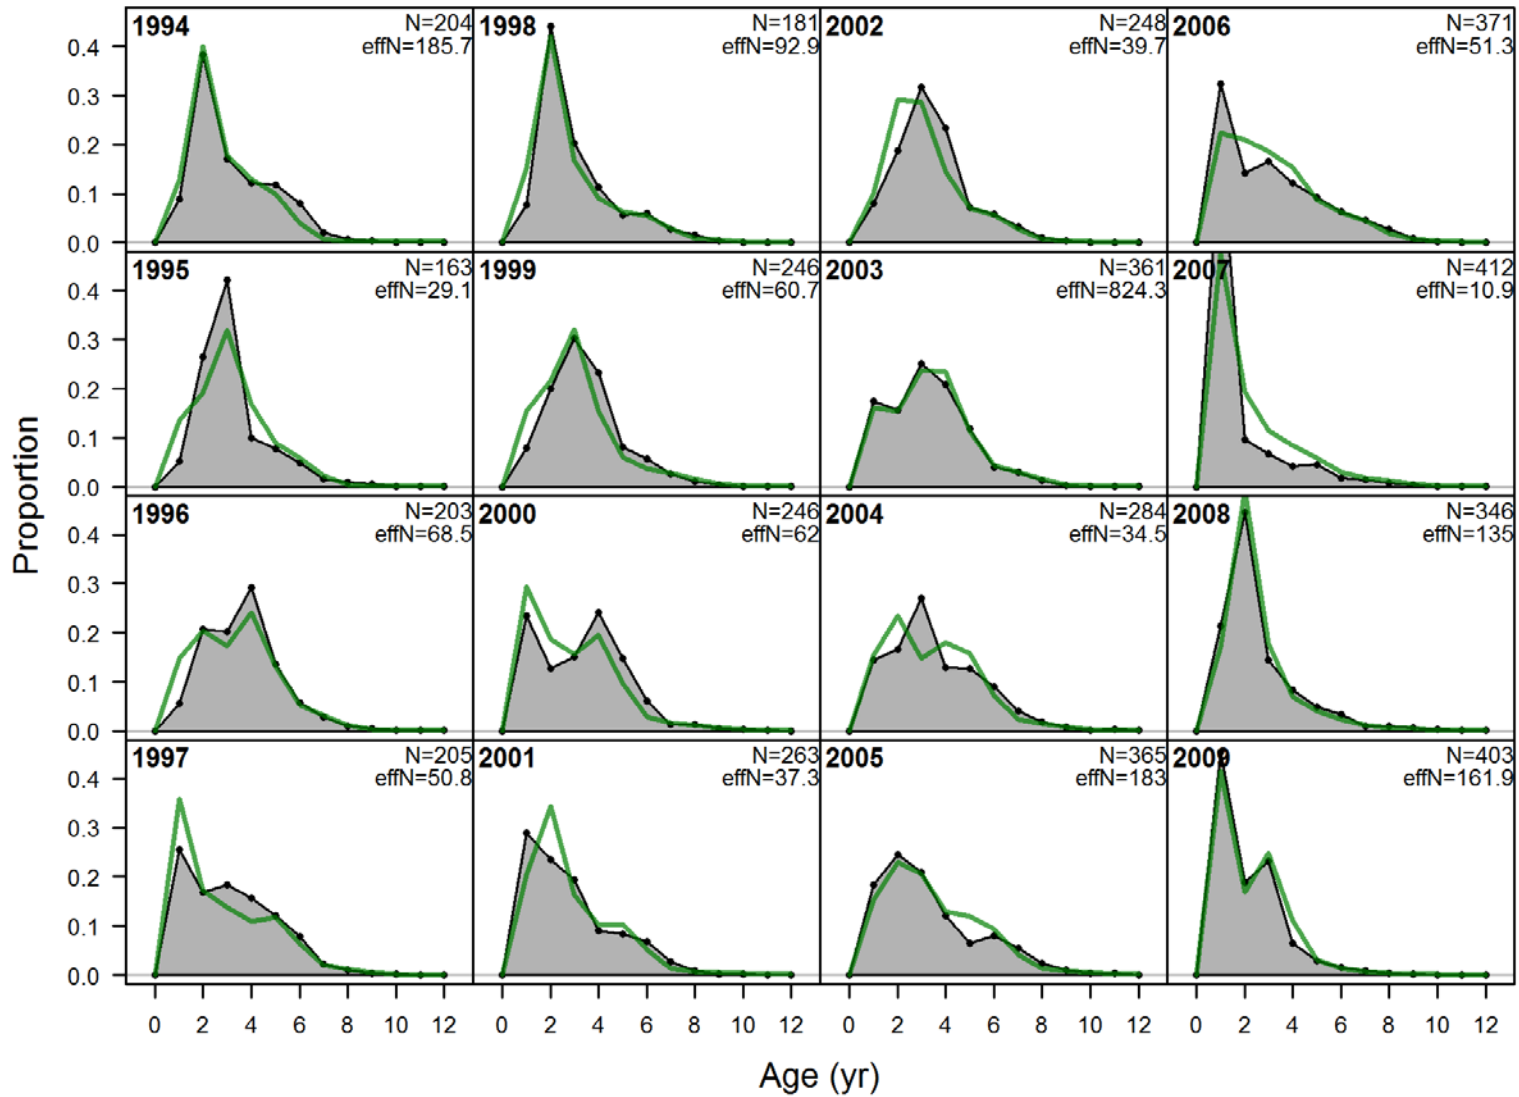 1994
N=204
effN=185.7
1998
N=181
effN=92.9
2002
N=248
effN=39.7
2006
N=371
effN=51.3
0.4
0.3
0.2
0.1
0.0
1995
N=163
effN=29.1
1999
N=246
effN=60.7
2003
N=361
effN=824.3
2007
N=412
effN=10.9
0.4
0.3
0.2
0.1
0.0
1996
N=203
effN=68.5
2000
N=246
effN=62
2004
N=284
effN=34.5
2008
N=346
effN=135
0.4
0.3
0.2
0.1
0.0
1997
N=205
effN=50.8
2001
N=263
effN=37.3
2005
N=365
effN=183
2009
N=403
effN=161.9
0.4
0.3
0.2
0.1
0.0
Proportion
0 2 4 6 8 10 12 0 2 4 6 8 10 12 0 2 4 6 8 10 12 0 2 4 6 8 10 12
Age (yr)